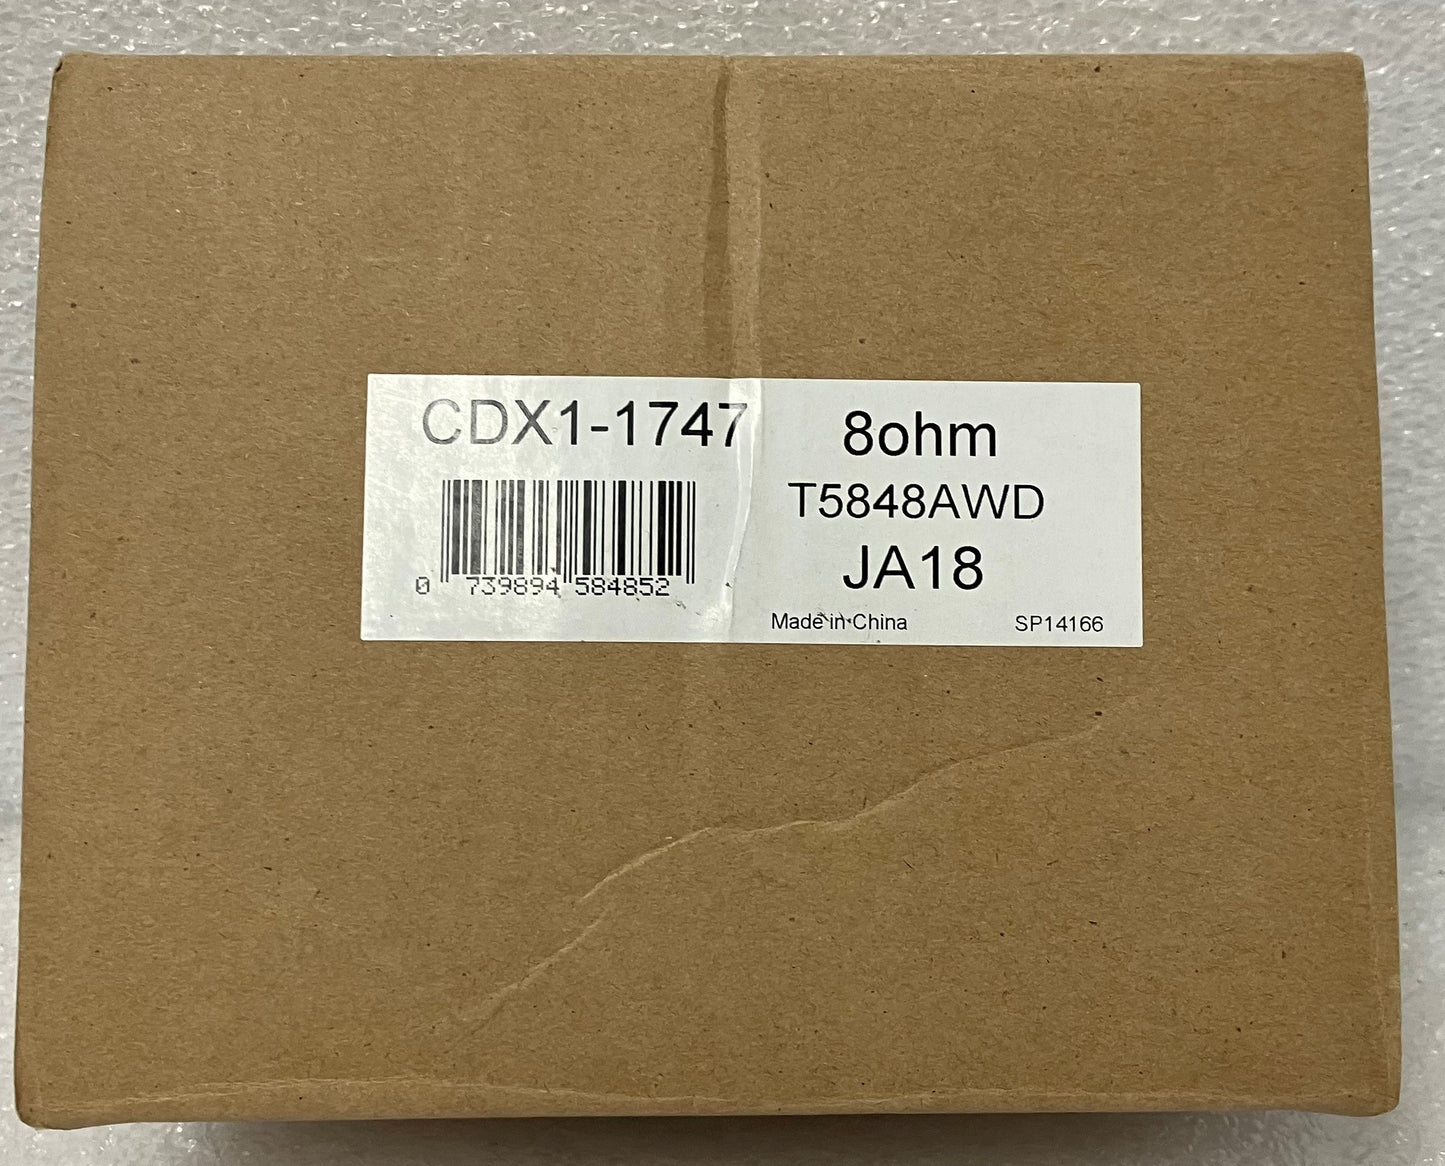 CDX1-1747
0 739894 584852
8ohm
T5848AWD
JA18
Made in China SP14166